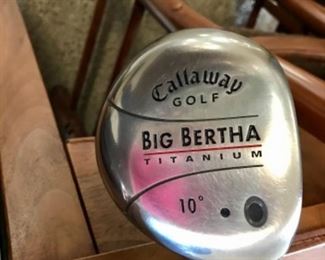 Callaway
GOLF
BIG BERTHA
TITANIUM
10°